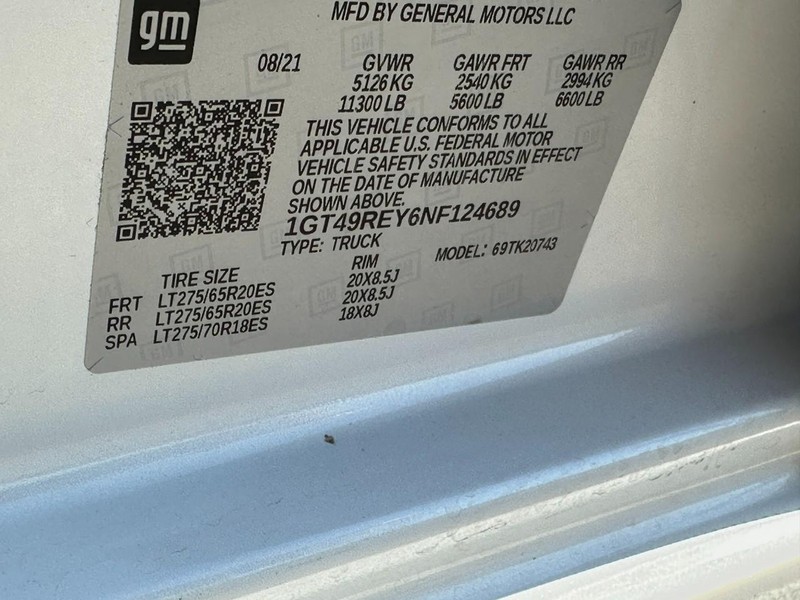 gm
MFD BY GENERAL MOTORS LLC
08/21 GVWR GAWR FRT GAWR RR
5126 KG 2540 KG 2994 KG
11300 LB 5600 LB 6600 LB
THIS VEHICLE CONFORMS TO ALL
APPLICABLE U.S. FEDERAL MOTOR
VEHICLE SAFETY STANDARDS IN EFFECT
ON THE DATE OF MANUFACTURE
SHOWN ABOVE.
1GT49REY6NF124689
TYPE: TRUCK MODEL: 69TK20743
TIRE SIZE RIM
FRT LT275/65R20ES 20X8.5J
RR LT275/65R20ES 20X8.5J
SPA LT275/70R18ES 18X8J